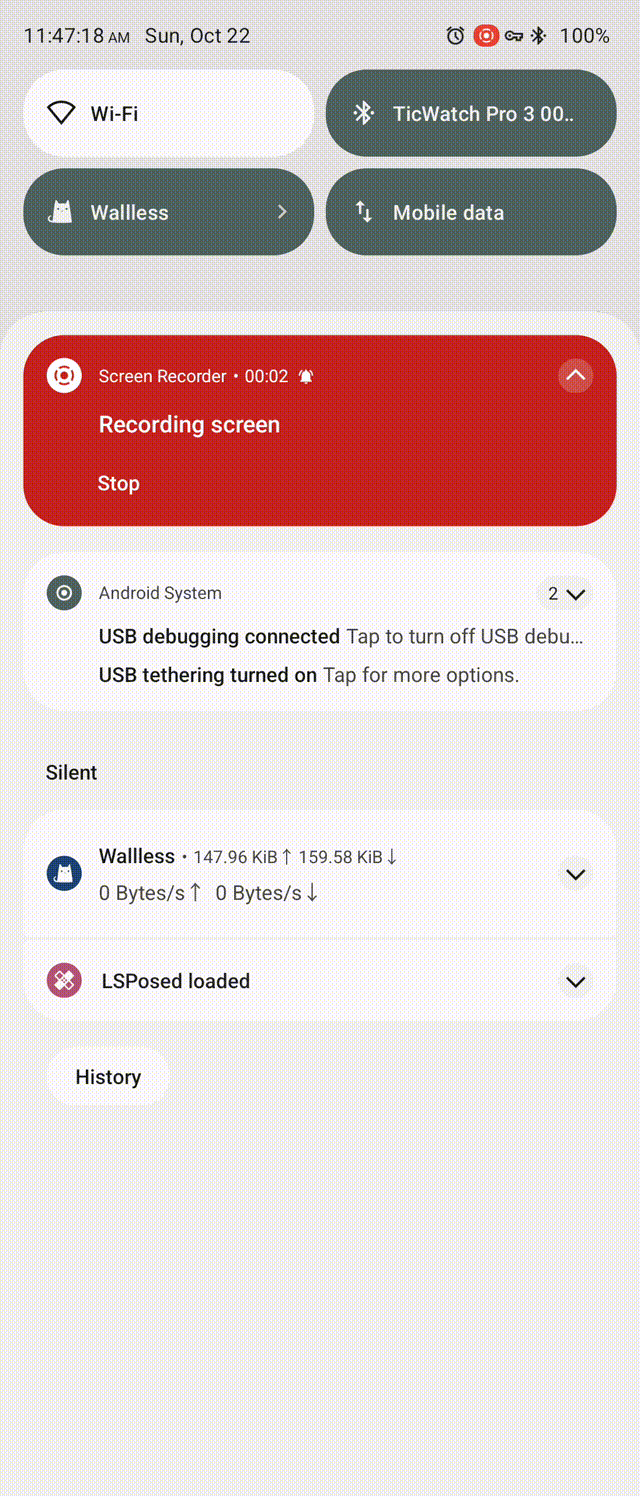 11:47:18 AM Sun, Oct 22 100%
Wi-Fi TicWatch Pro 3 00..
Wallless Mobile data
Screen Recorder • 00:02
Recording screen
Stop
Android System 2
USB debugging connected Tap to turn off USB debu...
USB tethering turned on Tap for more options.
Silent
Wallless • 147.96 KiB↑ 159.58 KiB↓
0 Bytes/s↑ 0 Bytes/s↓
LSPosed loaded
History